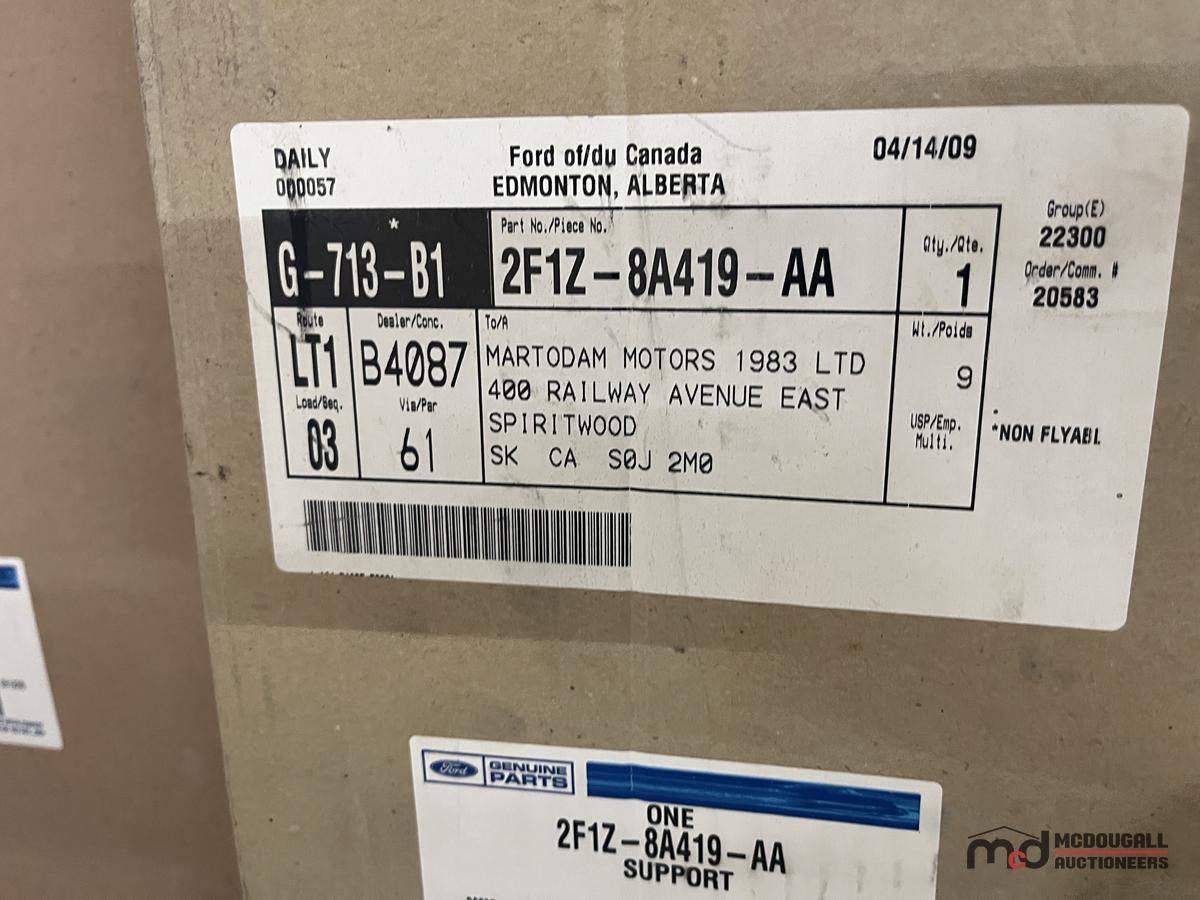 DAILY
000057
Ford of/du Canada
EDMONTON, ALBERTA
04/14/09
*
G-713-B1
Part No./Piece No.
2F1Z-8A419-AA
Qty./Qte.
1
Group(E)
22300
Order/Comm. #
20583
Route
LT1
Dealer/Conc.
B4087
To/A
MARTODAM MOTORS 1983 LTD
400 RAILWAY AVENUE EAST
SPIRITWOOD
SK CA S0J 2M0
Wt./Poids
9
Load/Seq.
03
Via/Par
61
USP/Emp.
Multi.
*NON FLYABL
Ford GENUINE
PARTS
ONE
2F1Z-8A419-AA
SUPPORT
mcd MCDOUGALL
AUCTIONEERS